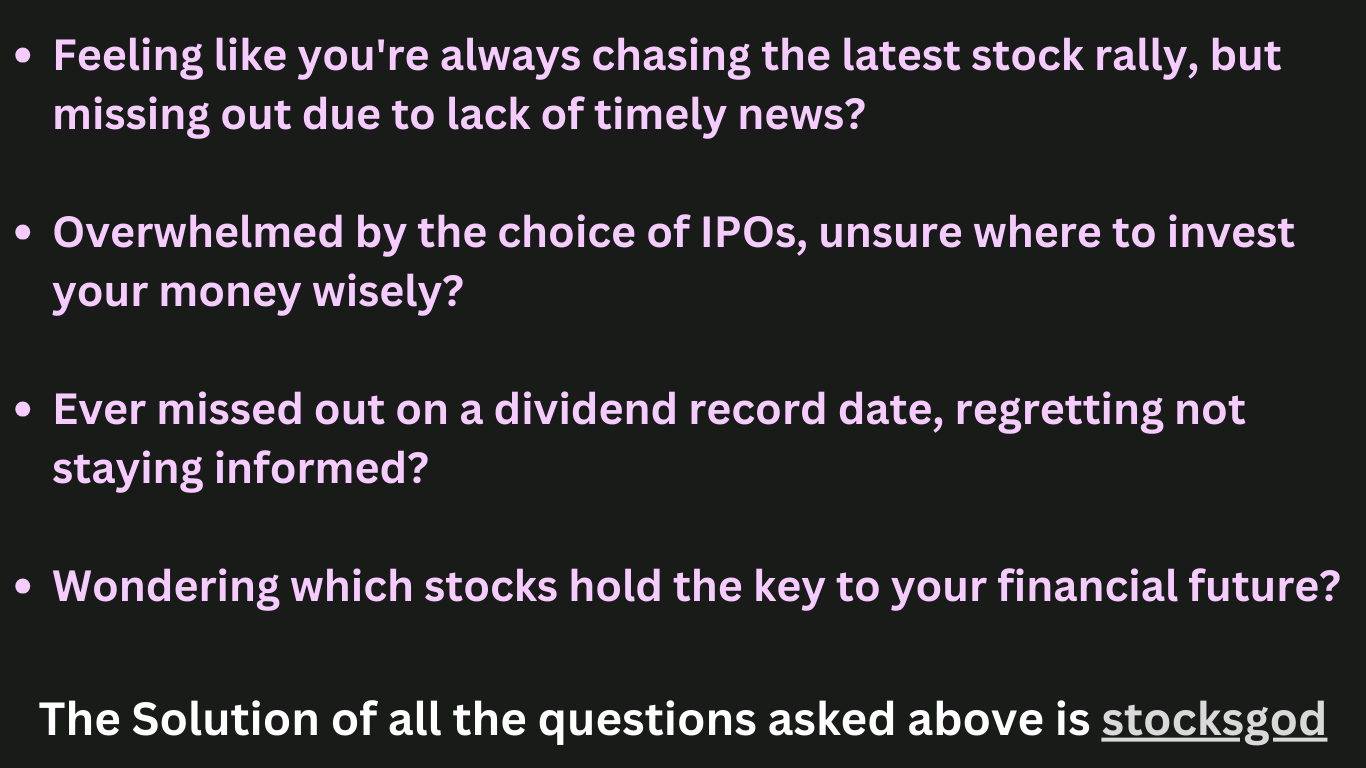 • Feeling like you're always chasing the latest stock rally, but
missing out due to lack of timely news?
• Overwhelmed by the choice of IPOs, unsure where to invest
your money wisely?
• Ever missed out on a dividend record date, regretting not
staying informed?
• Wondering which stocks hold the key to your financial future?
The Solution of all the questions asked above is stocksgod